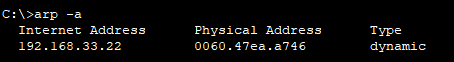 C:\>arp -a
Internet Address Physical Address Type
192.168.33.22 0060.47ea.a746 dynamic